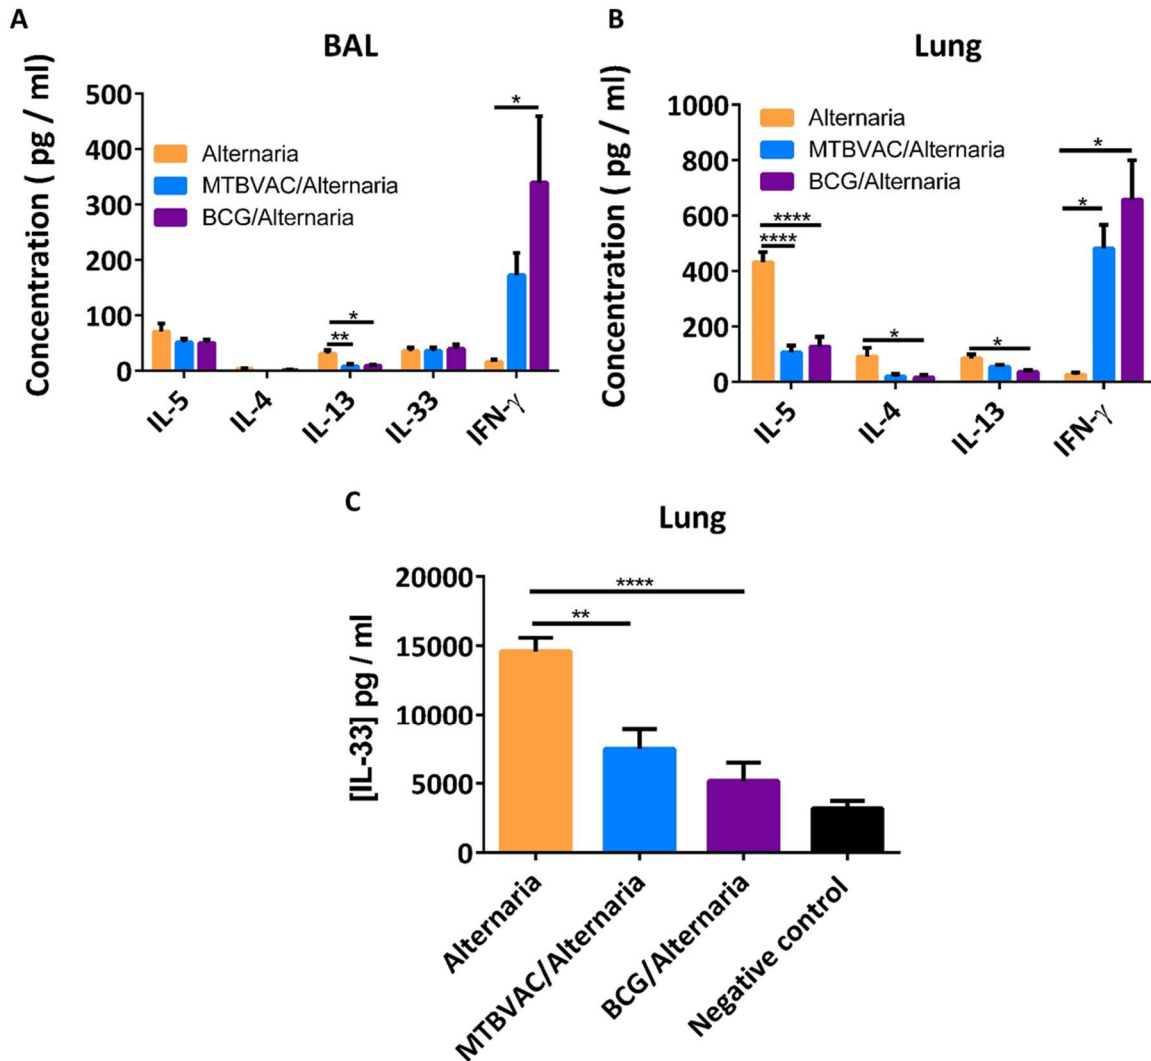 A
BAL
Concentration ( pg / ml)
500
400
300
200
100
0
Alternaria
MTBVAC/Alternaria
BCG/Alternaria
*
**
*
IL-5
IL-4
IL-13
IL-33
IFN-γ
B
Lung
Concentration ( pg / ml)
1000
800
600
400
200
0
Alternaria
MTBVAC/Alternaria
BCG/Alternaria
****
****
*
*
*
*
IL-5
IL-4
IL-13
IFN-γ
C
Lung
[IL-33] pg / ml
20000
15000
10000
5000
0
****
**
Alternaria
MTBVAC/Alternaria
BCG/Alternaria
Negative control